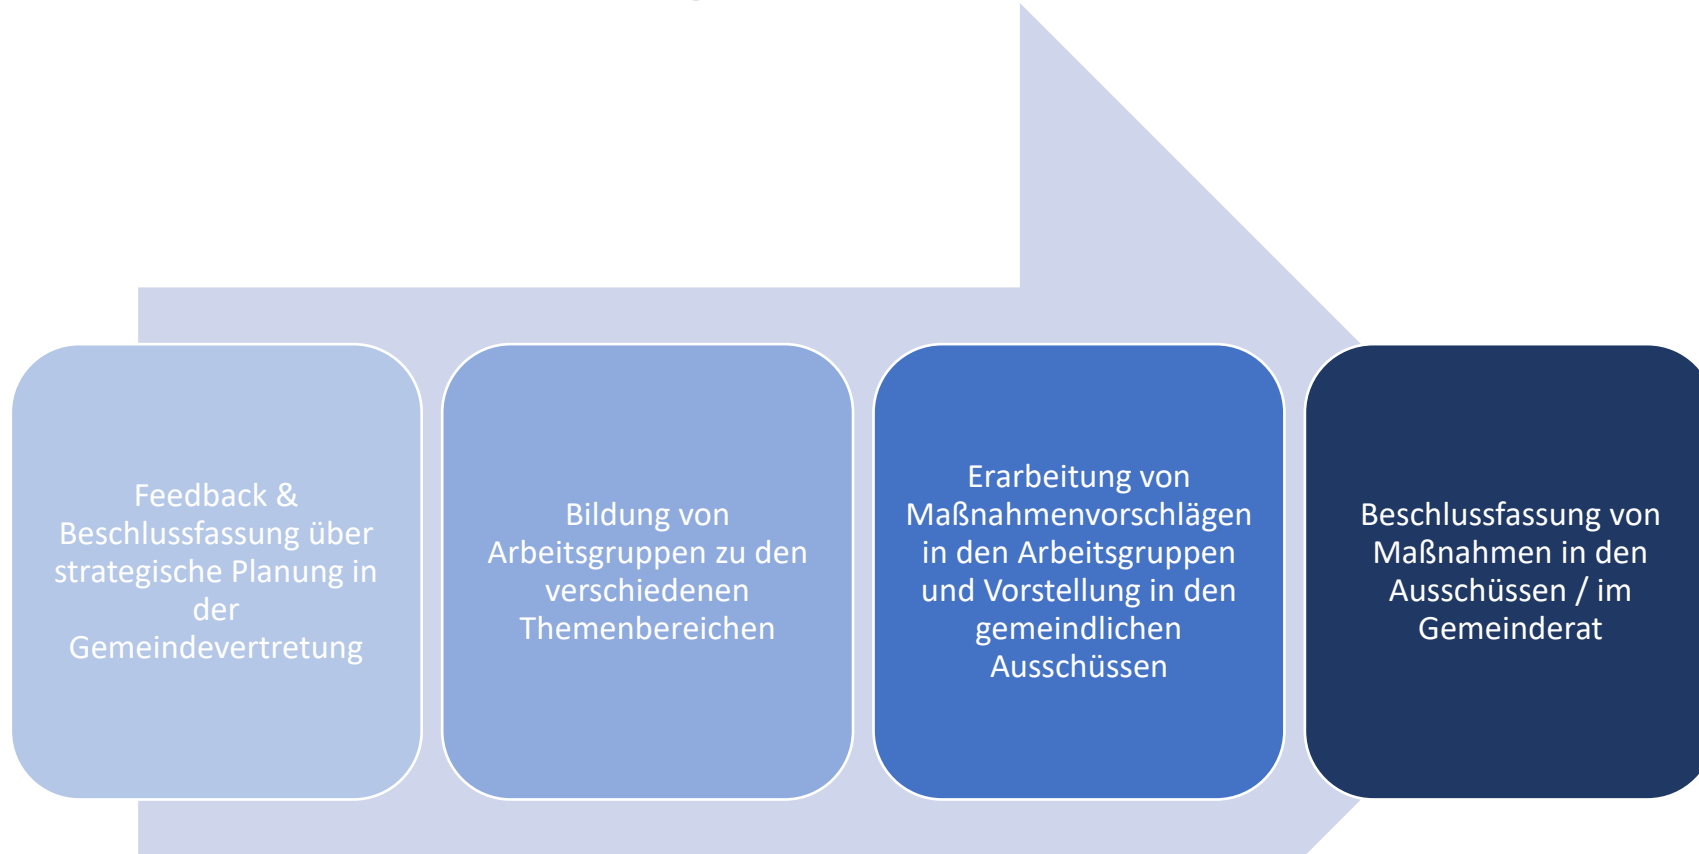 Feedback &
Beschlussfassung über
strategische Planung in
der
Gemeindevertretung
Bildung von
Arbeitsgruppen zu den
verschiedenen
Themenbereichen
Erarbeitung von
Maßnahmenvorschlägen
in den Arbeitsgruppen
und Vorstellung in den
gemeindlichen
Ausschüssen
Beschlussfassung von
Maßnahmen in den
Ausschüssen / im
Gemeinderat